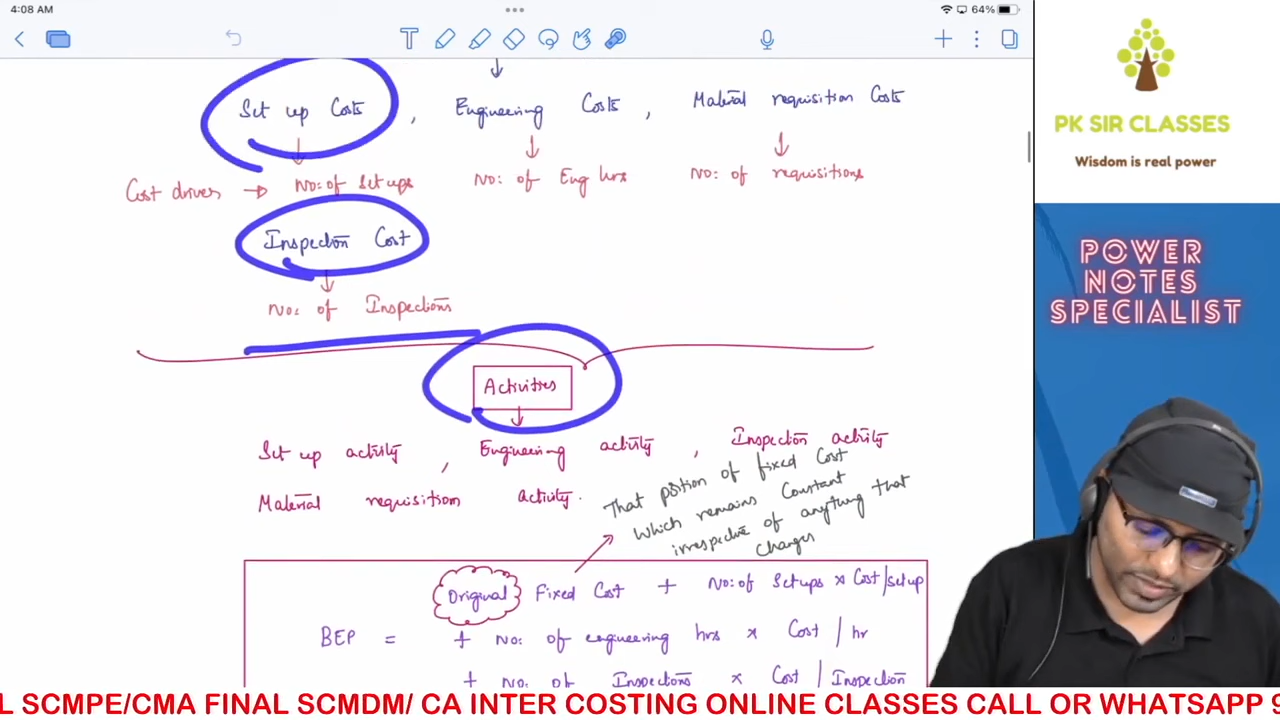 4:08 AM
64%
Set up Costs , Engineering Costs , Material requisition Costs
Cost drives → No: of Set ups No: of Eng hrs No: of requisitions
Inspection Cost
No: of Inspections
Activities
Set up activity , Engineering activity , Inspection activity
Material requisition activity.
That portion of fixed Cost
which remains Constant
irrespective of anything that
changes
Original Fixed Cost + No: of Setups x Cost/setup
BEP = + No: of engineering hrs x Cost / hr
+ No: of Inspections x Cost / Inspection
PK SIR CLASSES
Wisdom is real power
POWER
NOTES
SPECIALIST
L SCMPE/CMA FINAL SCMDM/ CA INTER COSTING ONLINE CLASSES CALL OR WHATSAPP 9